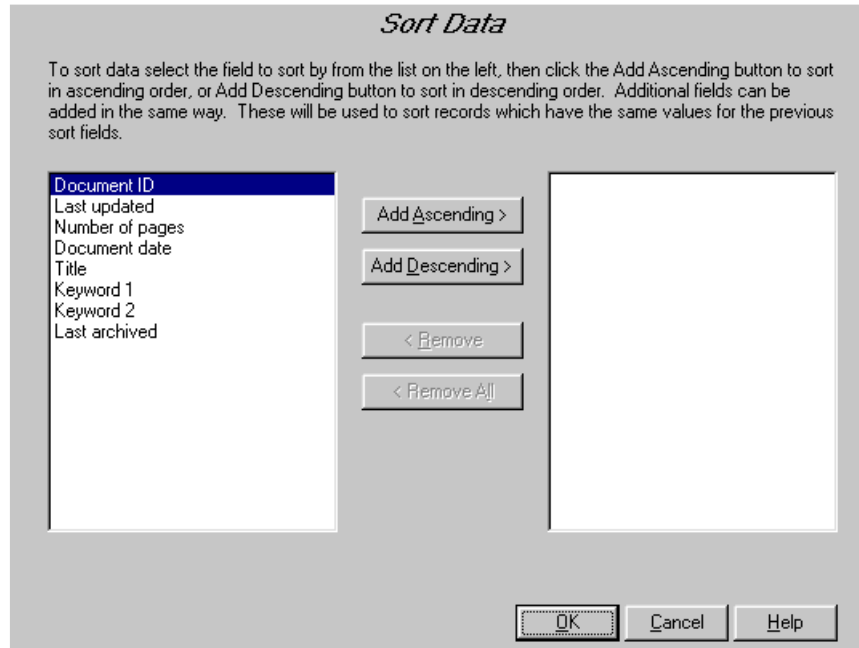 Sort Data
To sort data select the field to sort by from the list on the left, then click the Add Ascending button to sort
in ascending order, or Add Descending button to sort in descending order.  Additional fields can be
added in the same way.  These will be used to sort records which have the same values for the previous
sort fields.
Document ID
Last updated
Number of pages
Document date
Title
Keyword 1
Keyword 2
Last archived
Add Ascending >
Add Descending >
< Remove
< Remove All
OK
Cancel
Help